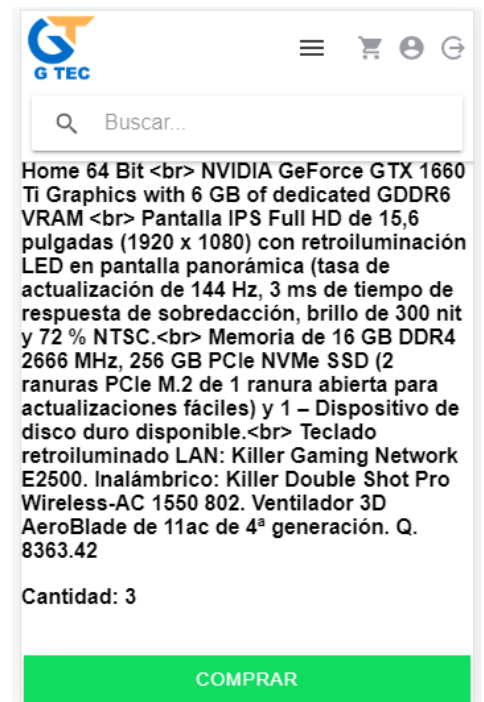 G TEC
Buscar...
Home 64 Bit <br> NVIDIA GeForce GTX 1660
Ti Graphics with 6 GB of dedicated GDDR6
VRAM <br> Pantalla IPS Full HD de 15,6
pulgadas (1920 x 1080) con retroiluminación
LED en pantalla panorámica (tasa de
actualización de 144 Hz, 3 ms de tiempo de
respuesta de sobredacción, brillo de 300 nit
y 72 % NTSC.<br> Memoria de 16 GB DDR4
2666 MHz, 256 GB PCIe NVMe SSD (2
ranuras PCIe M.2 de 1 ranura abierta para
actualizaciones fáciles) y 1 – Dispositivo de
disco duro disponible.<br> Teclado
retroiluminado LAN: Killer Gaming Network
E2500. Inalámbrico: Killer Double Shot Pro
Wireless-AC 1550 802. Ventilador 3D
AeroBlade de 11ac de 4ª generación. Q.
8363.42
Cantidad: 3
COMPRAR